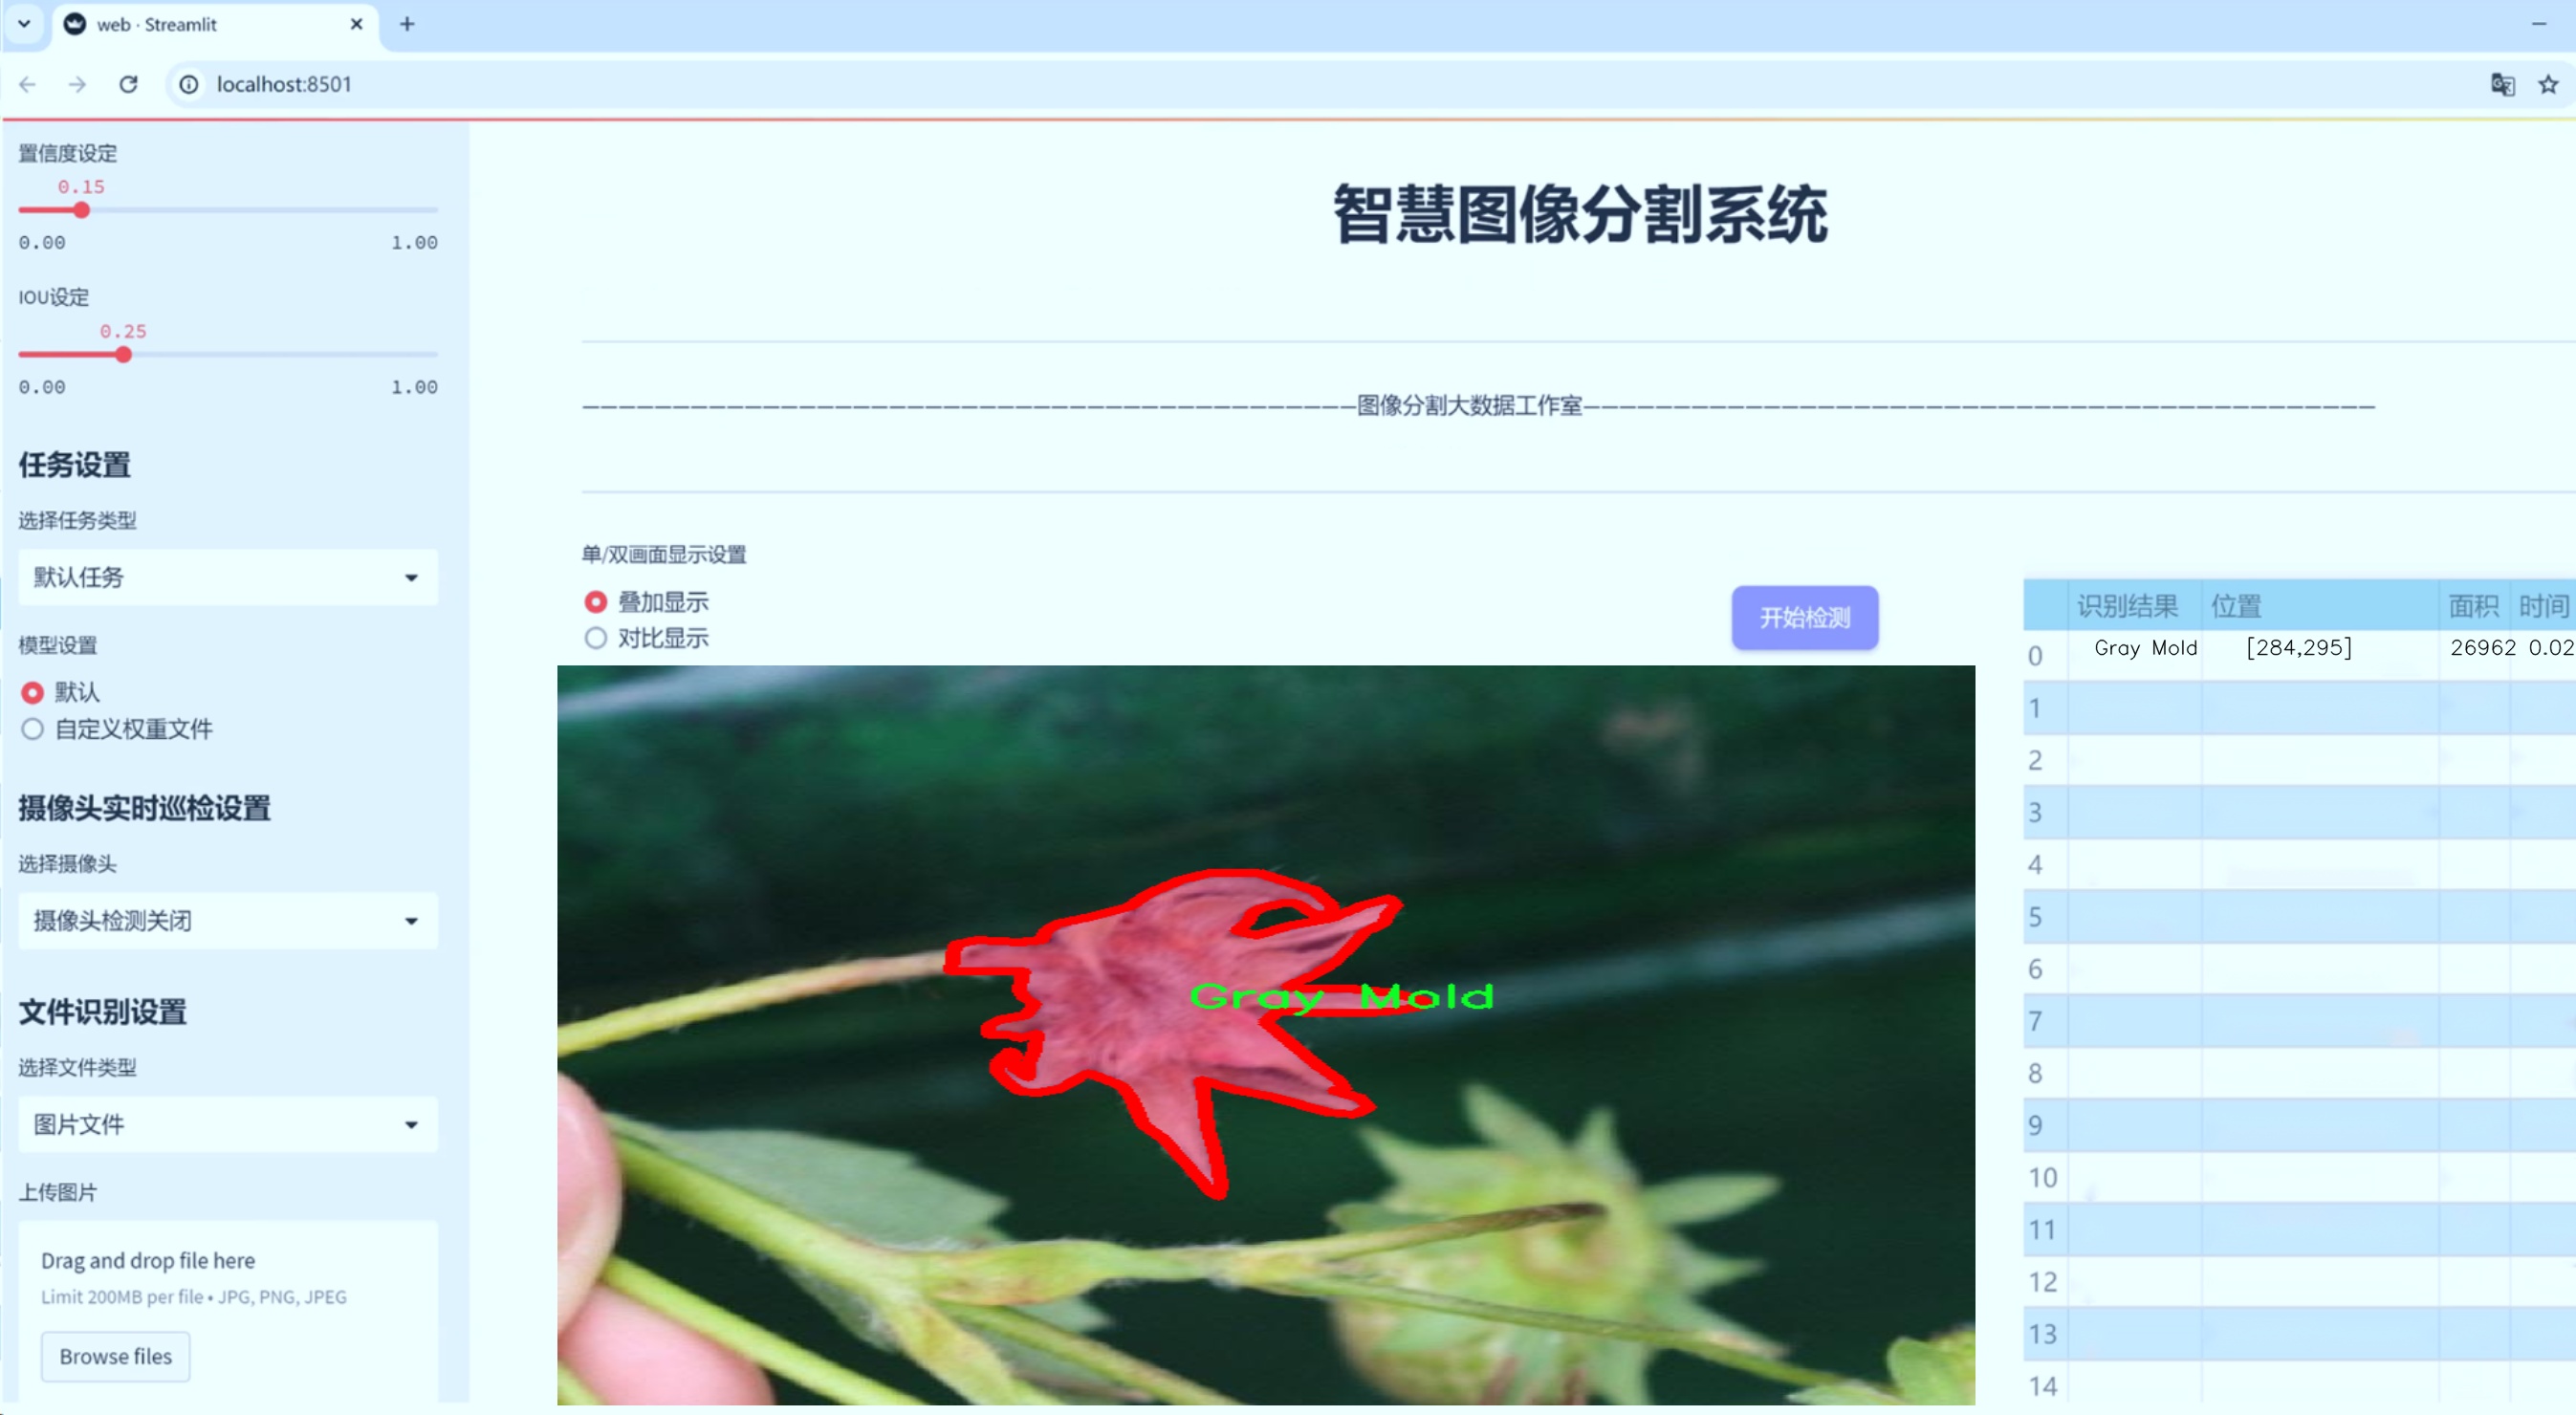 web · Streamlit
localhost:8501
置信度设定
0.15
0.00 1.00
IOU设定
0.25
0.00 1.00
任务设置
选择任务类型
默认任务
模型设置
默认
自定义权重文件
摄像头实时巡检设置
选择摄像头
摄像头检测关闭
文件识别设置
选择文件类型
图片文件
上传图片
Drag and drop file here
Limit 200MB per file • JPG, PNG, JPEG
Browse files
智慧图像分割系统
———————————————————————————————————————————图像分割大数据工作室————————————————————————————————————————————
单/双画面显示设置
叠加显示
对比显示
开始检测
Gray Mold
识别结果 位置 面积 时间
0 Gray Mold [284,295] 26962 0.02
1
2
3
4
5
6
7
8
9
10
11
12
13
14